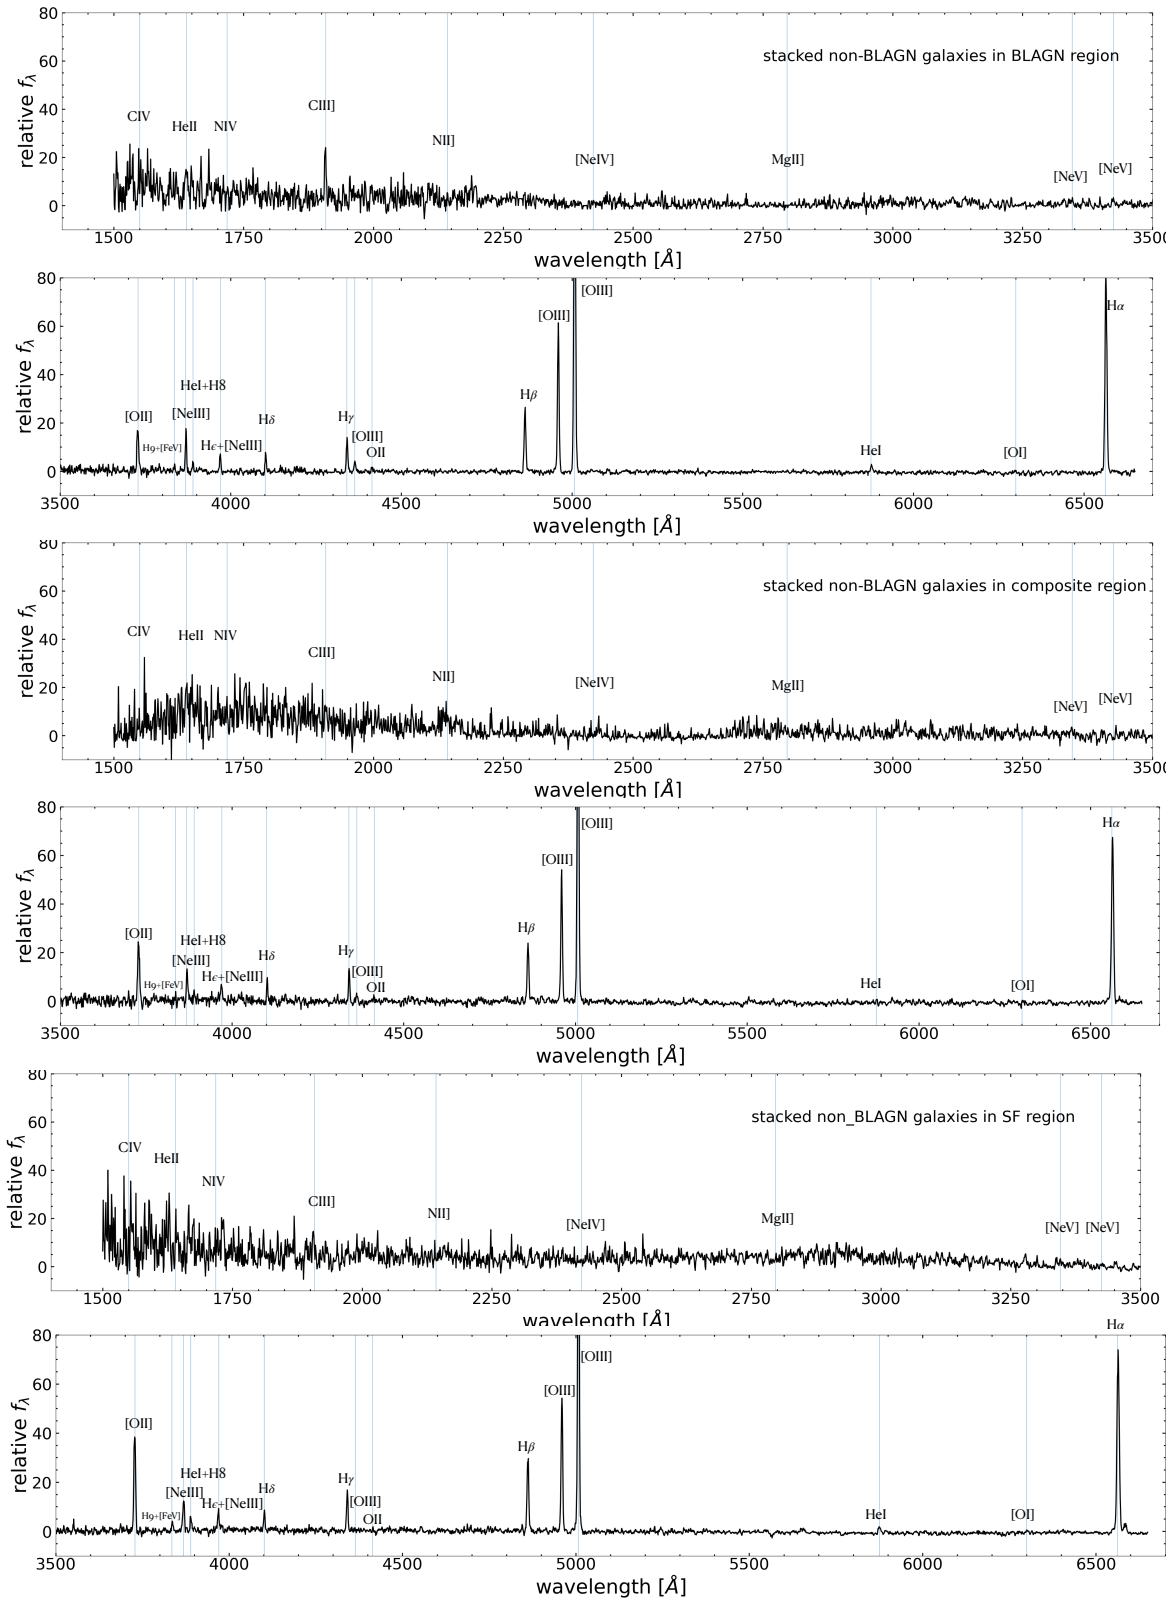 80
stacked non-BLAGN galaxies in BLAGN region
60
relative fλ
40
20
0
CIV
HeII
NIV
CIII]
NII]
[NeIV]
MgII]
[NeV]
[NeV]
1500 1750 2000 2250 2500 2750 3000 3250 3500
wavelength [Å]
80
60
relative fλ
40
20
0
[OII]
H9+[FeV]
HeI+H8
[NeIII]
Hϵ+[NeIII]
Hδ
Hγ
[OIII]
OII
Hβ
[OIII]
[OIII]
HeI
[OI]
Hα
3500 4000 4500 5000 5500 6000 6500
wavelength [Å]
80
stacked non-BLAGN galaxies in composite region
60
relative fλ
40
20
0
CIV
HeII
NIV
CIII]
NII]
[NeIV]
MgII]
[NeV]
[NeV]
1500 1750 2000 2250 2500 2750 3000 3250 3500
wavelength [Å]
80
60
relative fλ
40
20
0
[OII]
H9+[FeV]
HeI+H8
[NeIII]
Hϵ+[NeIII]
Hδ
Hγ
[OIII]
OII
Hβ
[OIII]
[OIII]
HeI
[OI]
Hα
3500 4000 4500 5000 5500 6000 6500
wavelength [Å]
80
stacked non_BLAGN galaxies in SF region
60
relative fλ
40
20
0
CIV
HeII
NIV
CIII]
NII]
[NeIV]
MgII]
[NeV] [NeV]
1500 1750 2000 2250 2500 2750 3000 3250 3500
wavelength [Å]
80
60
relative fλ
40
20
0
[OII]
H9+[FeV]
HeI+H8
[NeIII]
Hϵ+[NeIII]
Hδ
Hγ
[OIII]
OII
Hβ
[OIII]
[OIII]
HeI
[OI]
Hα
3500 4000 4500 5000 5500 6000 6500
wavelength [Å]